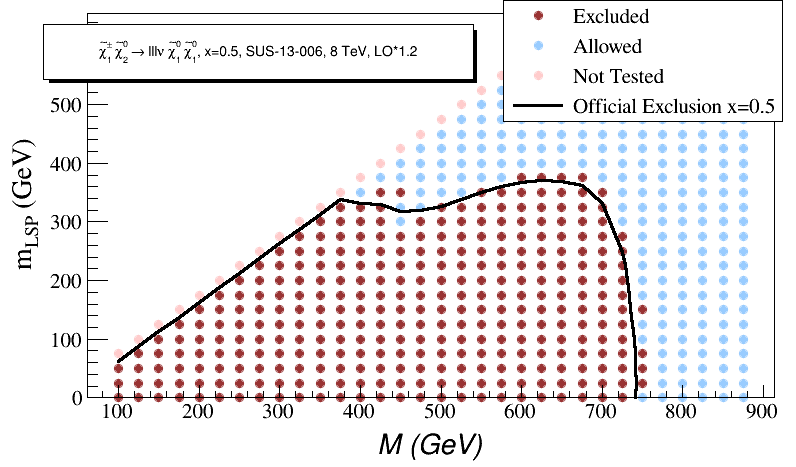 χ̃₁± χ̃₂⁰ → lllν χ̃₁⁰ χ̃₁⁰, x=0.5, SUS-13-006, 8 TeV, LO*1.2
Excluded
Allowed
Not Tested
Official Exclusion x=0.5
m_LSP (GeV)
500
400
300
200
100
0
100 200 300 400 500 600 700 800 900
M (GeV)